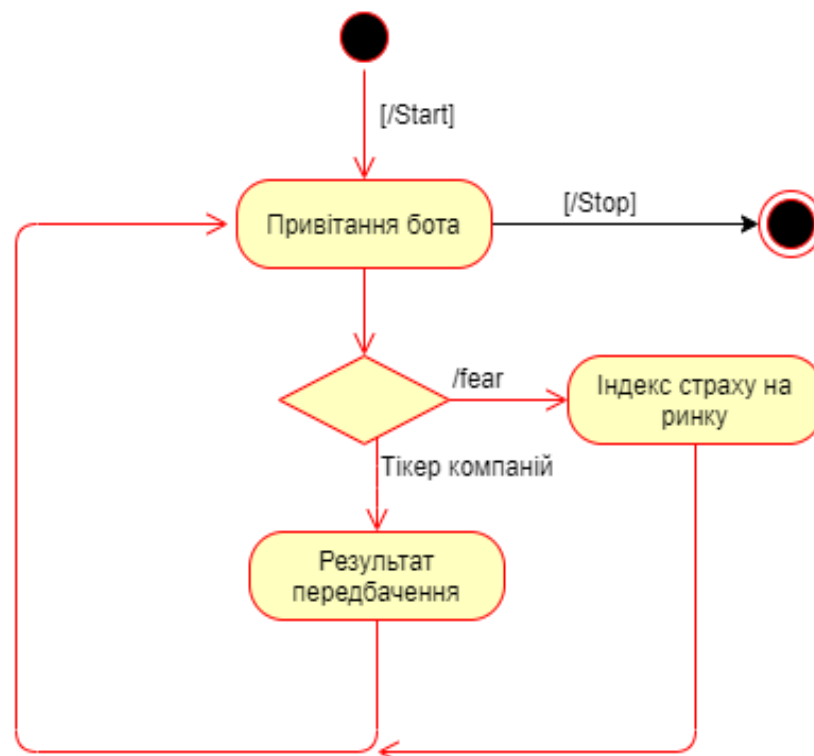 [/Start]
Привітання бота
[/Stop]
/fear
Індекс страху на
ринку
Тікер компаній
Результат
передбачення